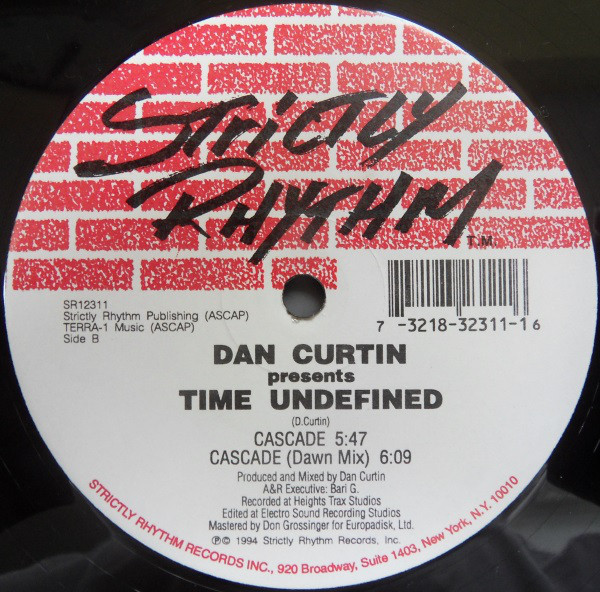 STRICTLY
RHYTHM
T.M
SR12311
Strictly Rhythm Publishing (ASCAP)
TERRA-1 Music (ASCAP)
Side B
7 -3218-32311-1 6
DAN CURTIN
presents
TIME UNDEFINED
(D.Curtin)
CASCADE 5:47
CASCADE (Dawn Mix) 6:09
Produced and Mixed by Dan Curtin
A&R Executive: Bari G.
Recorded at Heights Trax Studios
Edited at Electro Sound Recording Studios
Mastered by Don Grossinger for Europadisk, Ltd.
℗© 1994 Strictly Rhythm Records, Inc.
STRICTLY RHYTHM RECORDS INC., 920 Broadway, Suite 1403, New York, N.Y. 10010